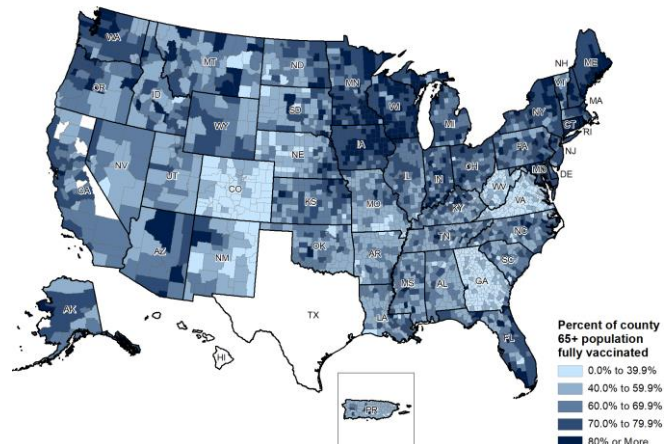 WA
MT
ND
MN
OR
ID
SD
WI
WY
MI
NH
VT
ME
NY
MA
CT
RI
PA
NJ
NE
IA
NV
UT
CO
IL
IN
OH
MD
DE
CA
KS
MO
WV
VA
KY
AZ
NM
OK
AR
TN
NC
SC
MS
AL
GA
TX
LA
FL
AK
HI
PR
Percent of county
65+ population
fully vaccinated
0.0% to 39.9%
40.0% to 59.9%
60.0% to 69.9%
70.0% to 79.9%
80% or More